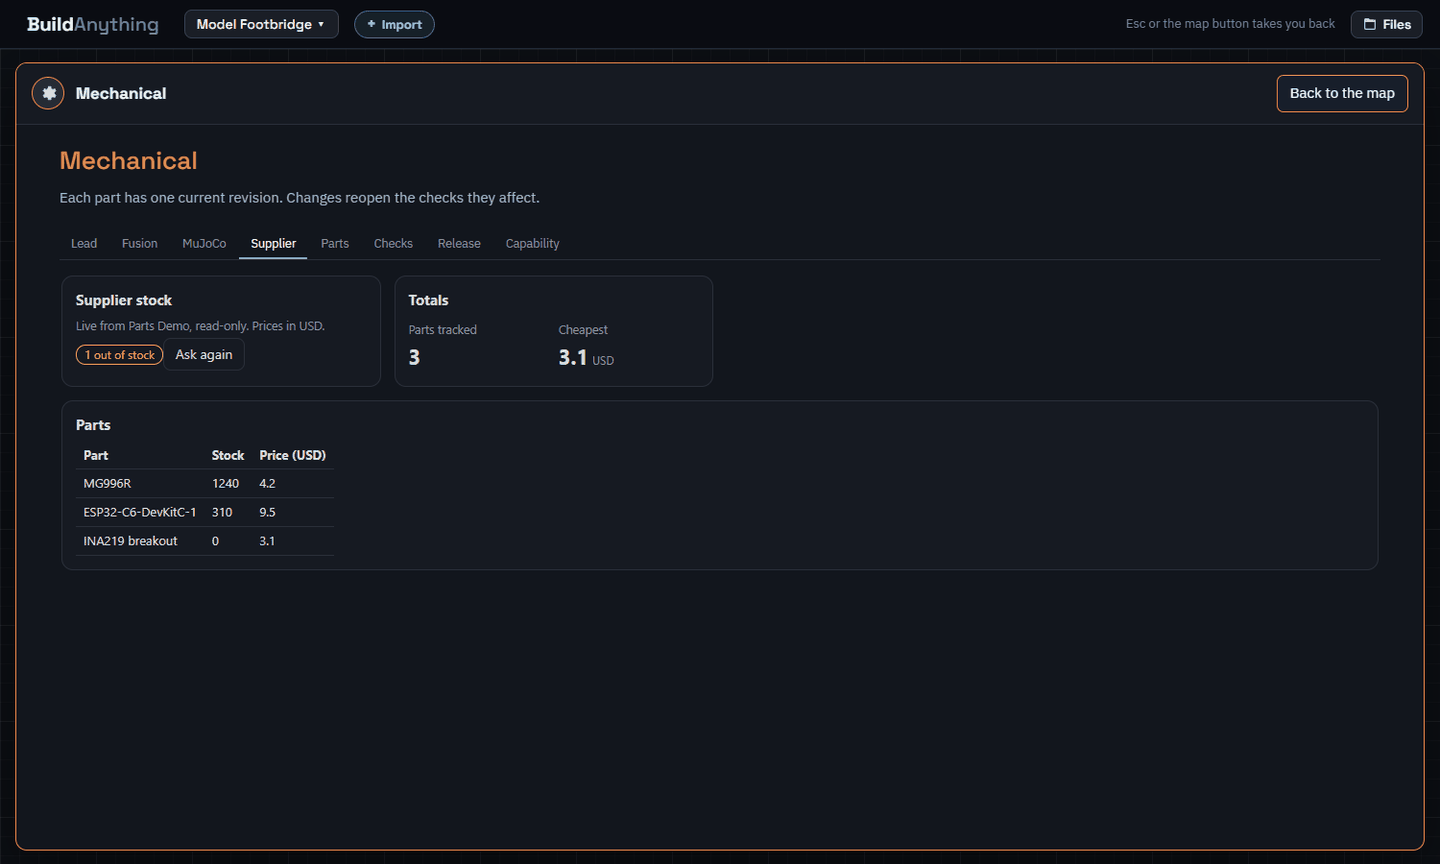 BuildAnything
Model Footbridge ▾
+ Import
Esc or the map button takes you back
Files
Mechanical
Back to the map
Mechanical
Each part has one current revision. Changes reopen the checks they affect.
Lead Fusion MuJoCo Supplier Parts Checks Release Capability
Supplier stock
Live from Parts Demo, read-only. Prices in USD.
1 out of stock
Ask again
Totals
Parts tracked Cheapest
3 3.1 USD
Parts
Part Stock Price (USD)
MG996R 1240 4.2
ESP32-C6-DevKitC-1 310 9.5
INA219 breakout 0 3.1